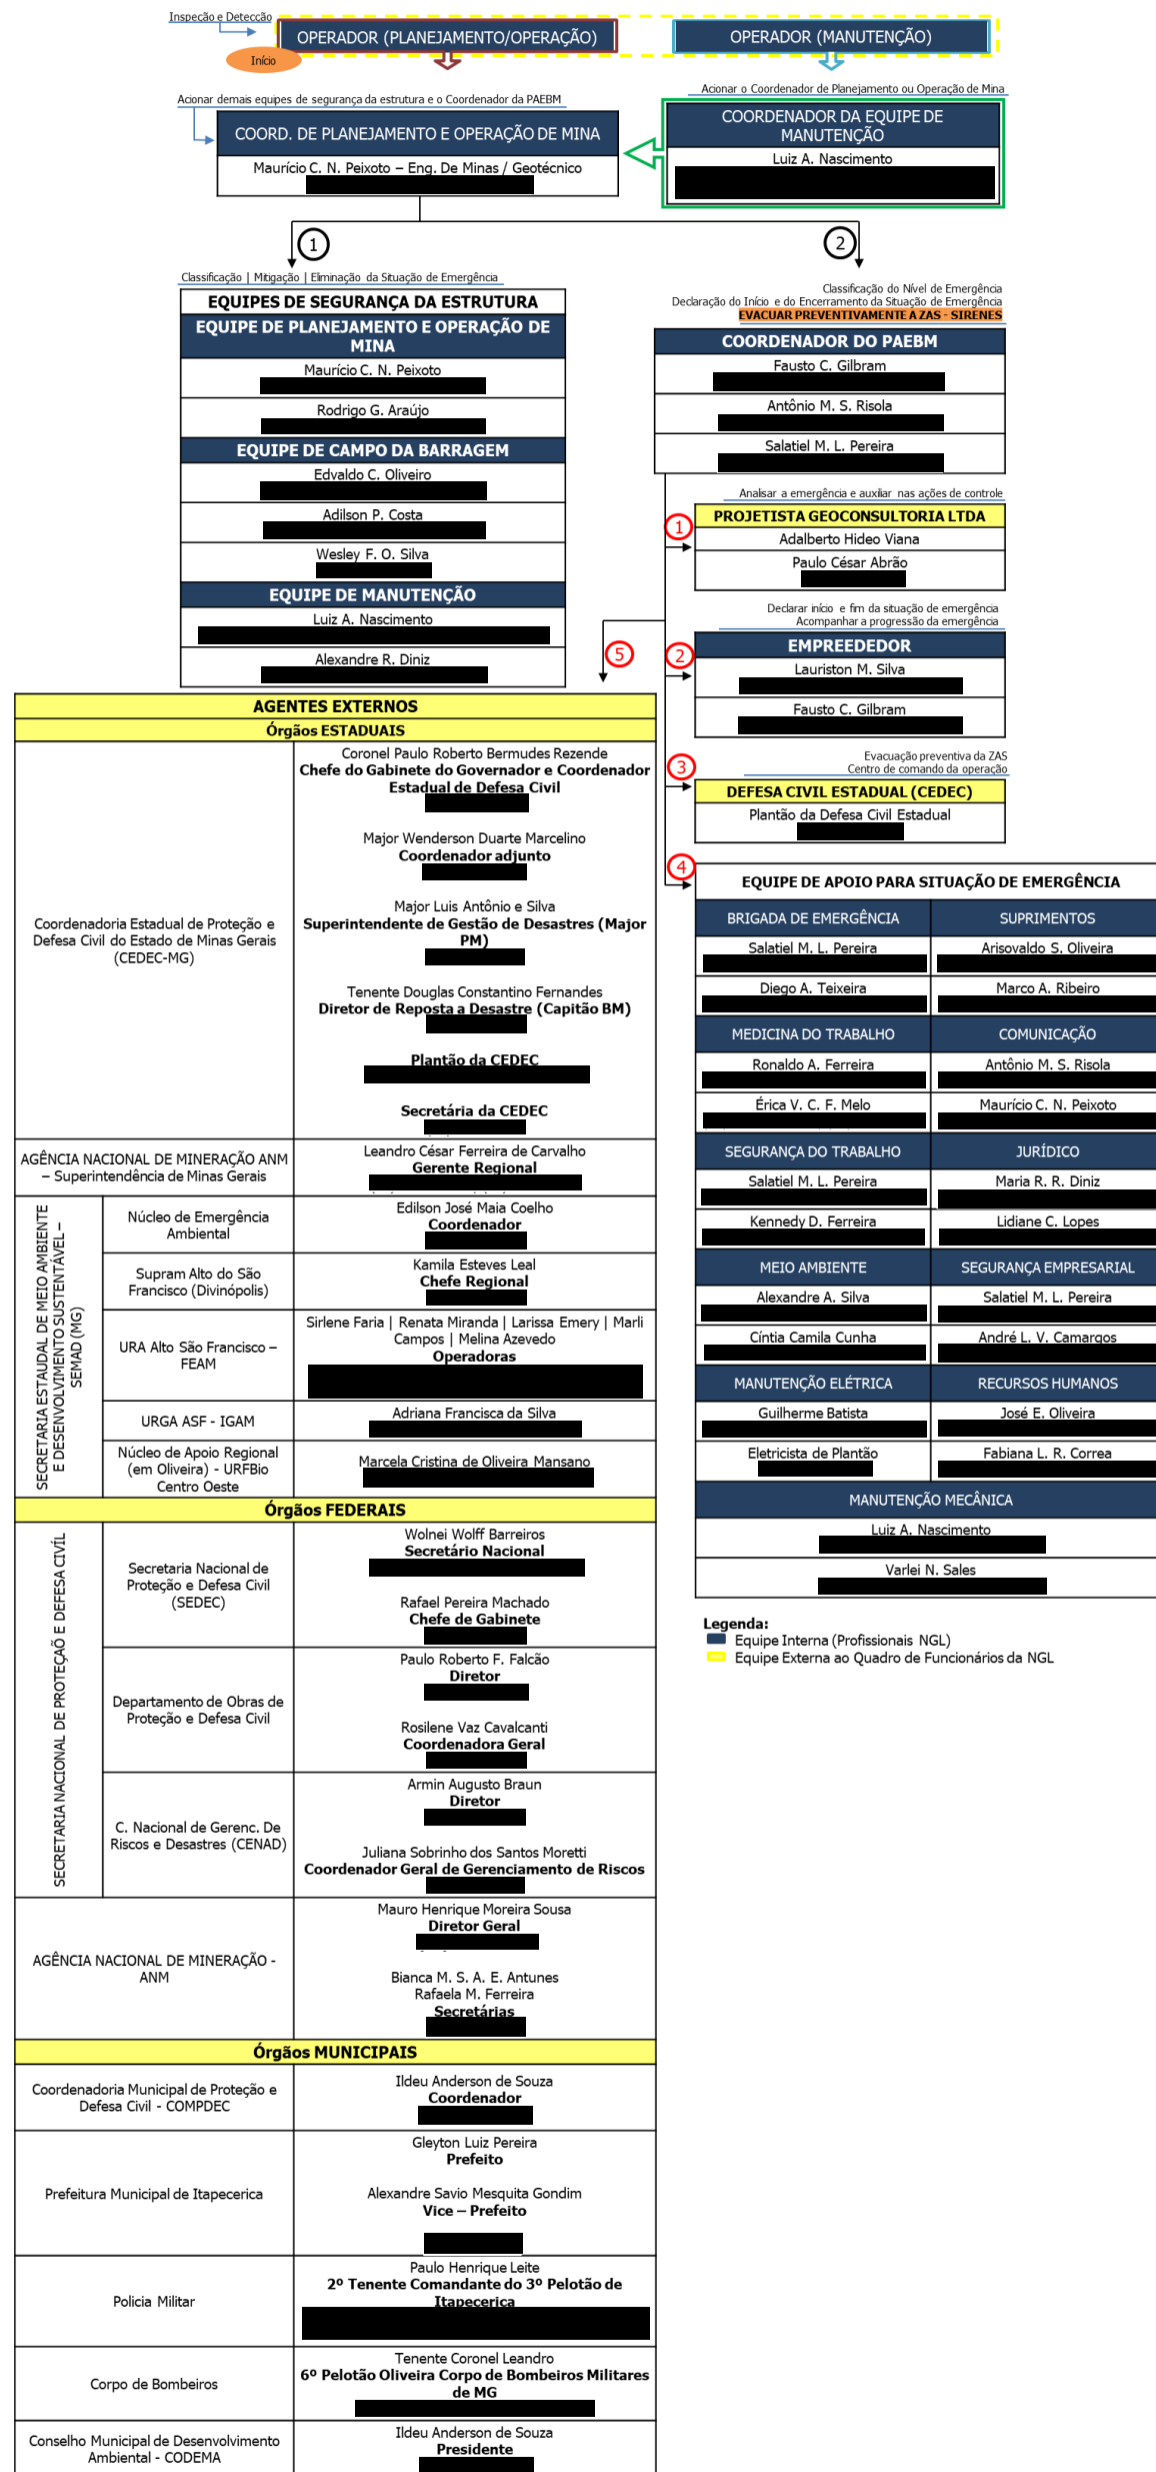 Inspeção e Detecção
OPERADOR (PLANEJAMENTO/OPERAÇÃO)
OPERADOR (MANUTENÇÃO)
Início
Acionar demais equipes de segurança da estrutura e o Coordenador da PAEBM
COORD. DE PLANEJAMENTO E OPERAÇÃO DE MINA
Maurício C. N. Peixoto – Eng. De Minas / Geotécnico
Acionar o Coordenador de Planejamento ou Operação de Mina
COORDENADOR DA EQUIPE DE
MANUTENÇÃO
Luiz A. Nascimento
1
2
Classificação | Mitigação | Eliminação da Situação de Emergência
EQUIPES DE SEGURANÇA DA ESTRUTURA
EQUIPE DE PLANEJAMENTO E OPERAÇÃO DE
MINA
Maurício C. N. Peixoto
Rodrigo G. Araújo
EQUIPE DE CAMPO DA BARRAGEM
Edvaldo C. Oliveiro
Adilson P. Costa
Wesley F. O. Silva
EQUIPE DE MANUTENÇÃO
Luiz A. Nascimento
Alexandre R. Diniz
Classificação do Nível de Emergência
Declaração do Início e do Encerramento da Situação de Emergência
EVACUAR PREVENTIVAMENTE A ZAS - SIRENES
COORDENADOR DO PAEBM
Fausto C. Gilbram
Antônio M. S. Risola
Salatiel M. L. Pereira
Analisar a emergência e auxiliar nas ações de controle
1
PROJETISTA GEOCONSULTORIA LTDA
Adalberto Hideo Viana
Paulo César Abrão
Declarar início e fim da situação de emergência
Acompanhar a progressão da emergência
2
EMPREEDEDOR
Lauriston M. Silva
Fausto C. Gilbram
Evacuação preventiva da ZAS
Centro de comando da operação
3
DEFESA CIVIL ESTADUAL (CEDEC)
Plantão da Defesa Civil Estadual
4
EQUIPE DE APOIO PARA SITUAÇÃO DE EMERGÊNCIA
BRIGADA DE EMERGÊNCIA
SUPRIMENTOS
Salatiel M. L. Pereira
Arisovaldo S. Oliveira
Diego A. Teixeira
Marco A. Ribeiro
MEDICINA DO TRABALHO
COMUNICAÇÃO
Ronaldo A. Ferreira
Antônio M. S. Risola
Érica V. C. F. Melo
Maurício C. N. Peixoto
SEGURANÇA DO TRABALHO
JURÍDICO
Salatiel M. L. Pereira
Maria R. R. Diniz
Kennedy D. Ferreira
Lidiane C. Lopes
MEIO AMBIENTE
SEGURANÇA EMPRESARIAL
Alexandre A. Silva
Salatiel M. L. Pereira
Cíntia Camila Cunha
André L. V. Camargos
MANUTENÇÃO ELÉTRICA
RECURSOS HUMANOS
Guilherme Batista
José E. Oliveira
Eletricista de Plantão
Fabiana L. R. Correa
MANUTENÇÃO MECÂNICA
Luiz A. Nascimento
Varlei N. Sales
Legenda:
Equipe Interna (Profissionais NGL)
Equipe Externa ao Quadro de Funcionários da NGL
5
AGENTES EXTERNOS
Órgãos ESTADUAIS
Coordenadoria Estadual de Proteção e
Defesa Civil do Estado de Minas Gerais
(CEDEC-MG)
Coronel Paulo Roberto Bermudes Rezende
Chefe do Gabinete do Governador e Coordenador
Estadual de Defesa Civil
Major Wenderson Duarte Marcelino
Coordenador adjunto
Major Luis Antônio e Silva
Superintendente de Gestão de Desastres (Major
PM)
Tenente Douglas Constantino Fernandes
Diretor de Reposta a Desastre (Capitão BM)
Plantão da CEDEC
Secretária da CEDEC
AGÊNCIA NACIONAL DE MINERAÇÃO ANM
– Superintendência de Minas Gerais
Leandro César Ferreira de Carvalho
Gerente Regional
SECRETARIA ESTAUDAL DE MEIO AMBIENTE
E DESENVOLVIMENTO SUSTENTÁVEL –
SEMAD (MG)
Núcleo de Emergência
Ambiental
Edilson José Maia Coelho
Coordenador
Supram Alto do São
Francisco (Divinópolis)
Kamila Esteves Leal
Chefe Regional
URA Alto São Francisco –
FEAM
Sirlene Faria | Renata Miranda | Larissa Emery | Marli
Campos | Melina Azevedo
Operadoras
URGA ASF - IGAM
Adriana Francisca da Silva
Núcleo de Apoio Regional
(em Oliveira) - URFBio
Centro Oeste
Marcela Cristina de Oliveira Mansano
Órgãos FEDERAIS
SECRETARIA NACIONAL DE PROTEÇAÕ E DEFESA CIVÍL
Secretaria Nacional de
Proteção e Defesa Civil
(SEDEC)
Wolnei Wolff Barreiros
Secretário Nacional
Rafael Pereira Machado
Chefe de Gabinete
Departamento de Obras de
Proteção e Defesa Civil
Paulo Roberto F. Falcão
Diretor
Rosilene Vaz Cavalcanti
Coordenadora Geral
C. Nacional de Gerenc. De
Riscos e Desastres (CENAD)
Armin Augusto Braun
Diretor
Juliana Sobrinho dos Santos Moretti
Coordenador Geral de Gerenciamento de Riscos
AGÊNCIA NACIONAL DE MINERAÇÃO -
ANM
Mauro Henrique Moreira Sousa
Diretor Geral
Bianca M. S. A. E. Antunes
Rafaela M. Ferreira
Secretárias
Órgãos MUNICIPAIS
Coordenadoria Municipal de Proteção e
Defesa Civil - COMPDEC
Ildeu Anderson de Souza
Coordenador
Prefeitura Municipal de Itapecerica
Gleyton Luiz Pereira
Prefeito
Alexandre Savio Mesquita Gondim
Vice – Prefeito
Policia Militar
Paulo Henrique Leite
2º Tenente Comandante do 3º Pelotão de
Itapecerica
Corpo de Bombeiros
Tenente Coronel Leandro
6º Pelotão Oliveira Corpo de Bombeiros Militares
de MG
Conselho Municipal de Desenvolvimento
Ambiental - CODEMA
Ildeu Anderson de Souza
Presidente